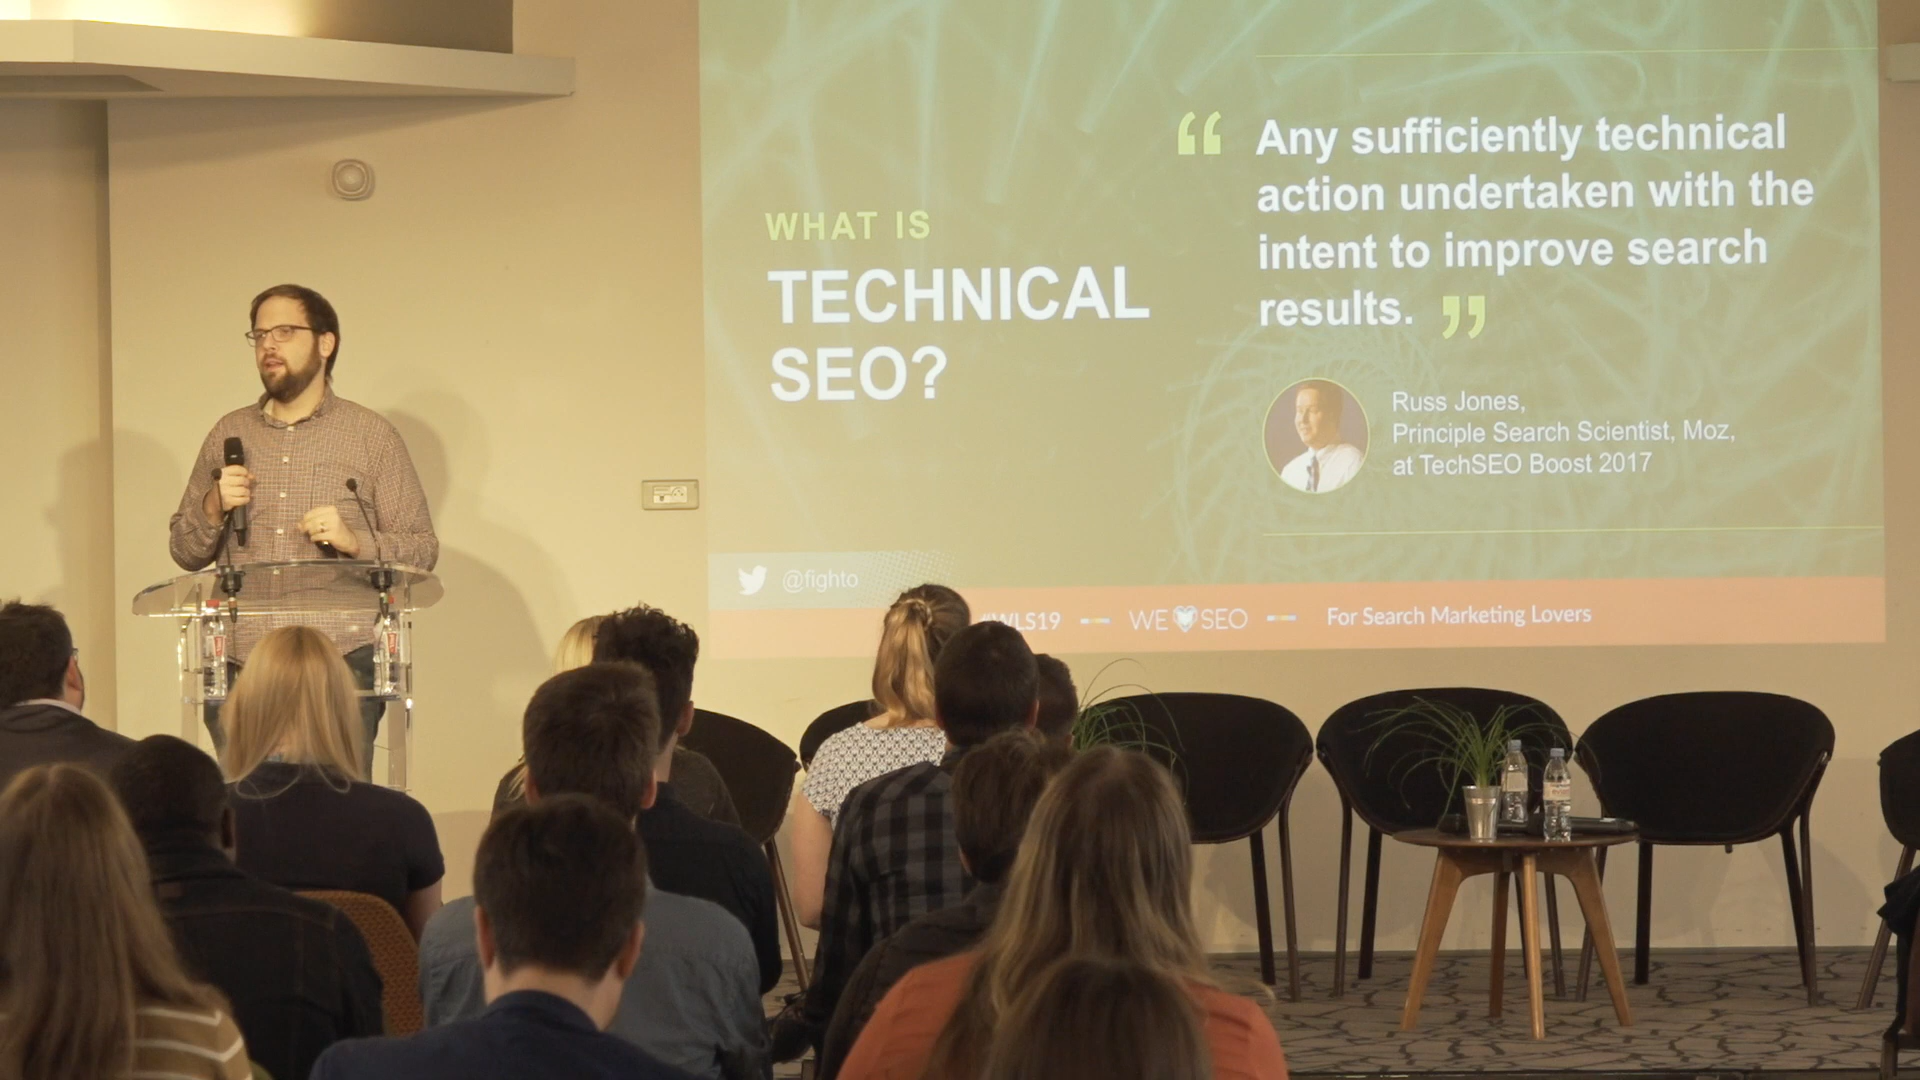 WHAT IS
TECHNICAL
SEO?
“ Any sufficiently technical
action undertaken with the
intent to improve search
results. ”
Russ Jones,
Principle Search Scientist, Moz,
at TechSEO Boost 2017
@fighto
#WLS19
WE SEO
For Search Marketing Lovers